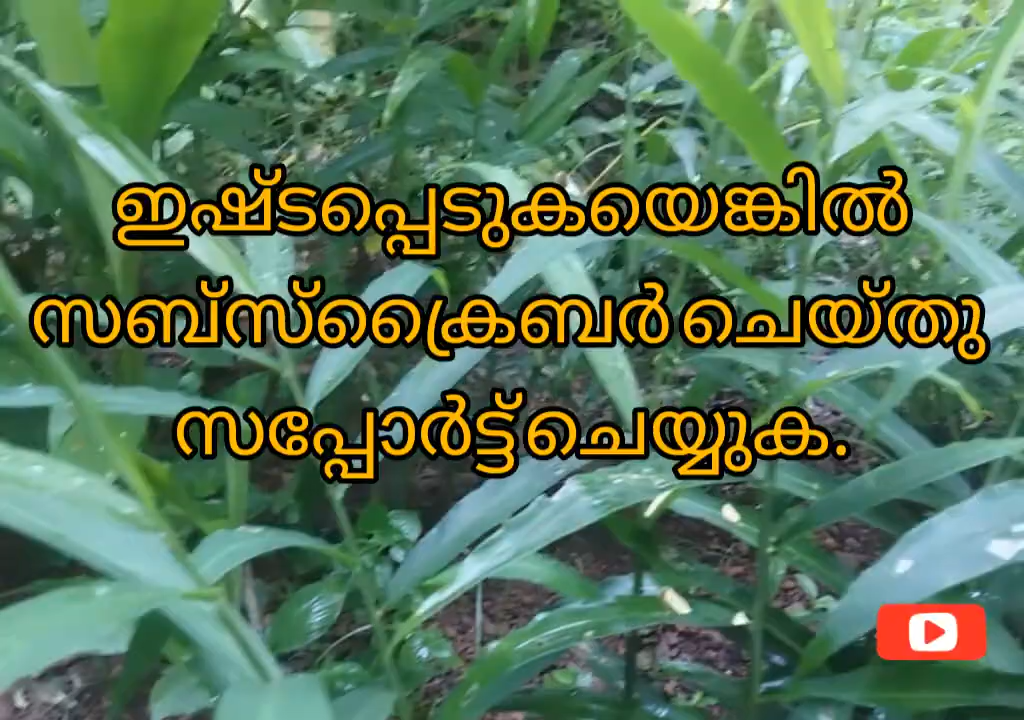 ഇഷ്ടപ്പെടുകയെങ്കിൽ
സബ്സ്ക്രൈബർ ചെയ്തു
സപ്പോർട്ട് ചെയ്യുക.